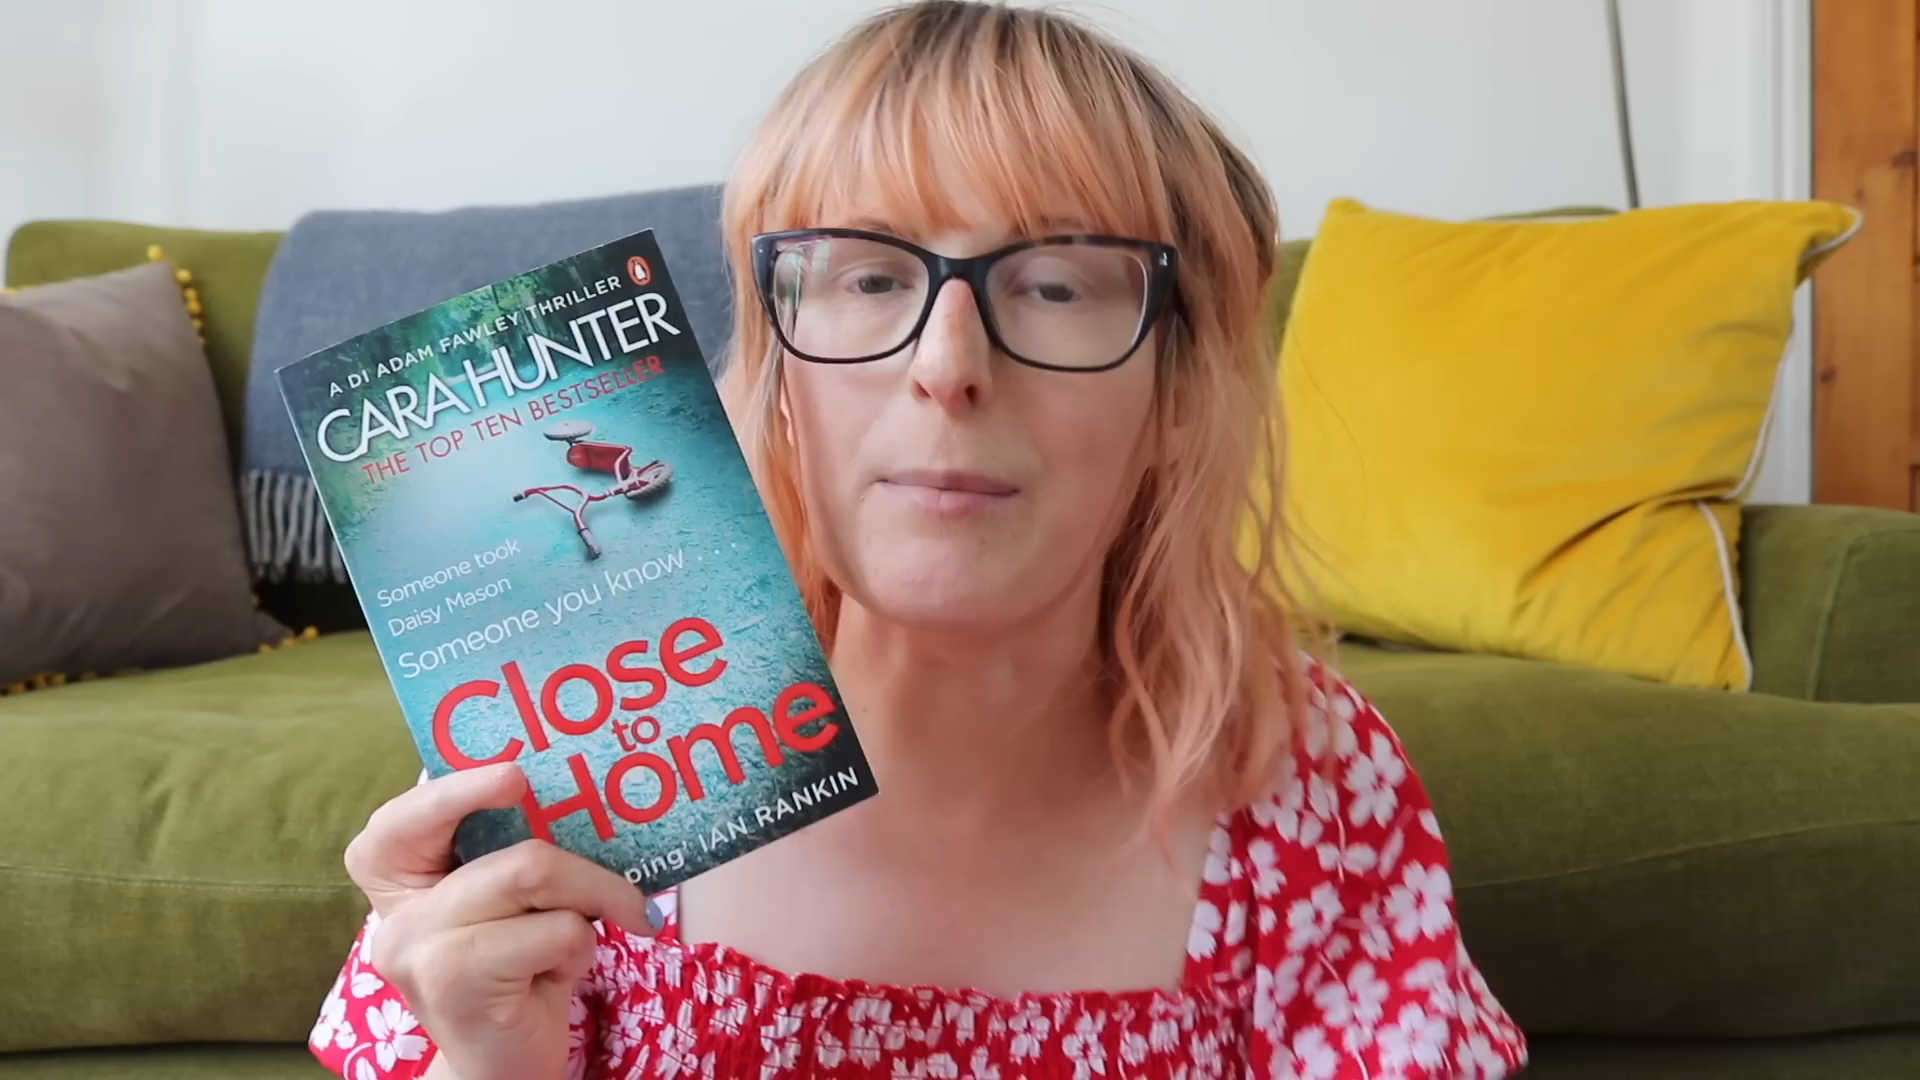 A DI ADAM FAWLEY THRILLER
CARA HUNTER
THE TOP TEN BESTSELLER
Someone took
Daisy Mason
Someone you know....
Close
to
Home
ping' IAN RANKIN